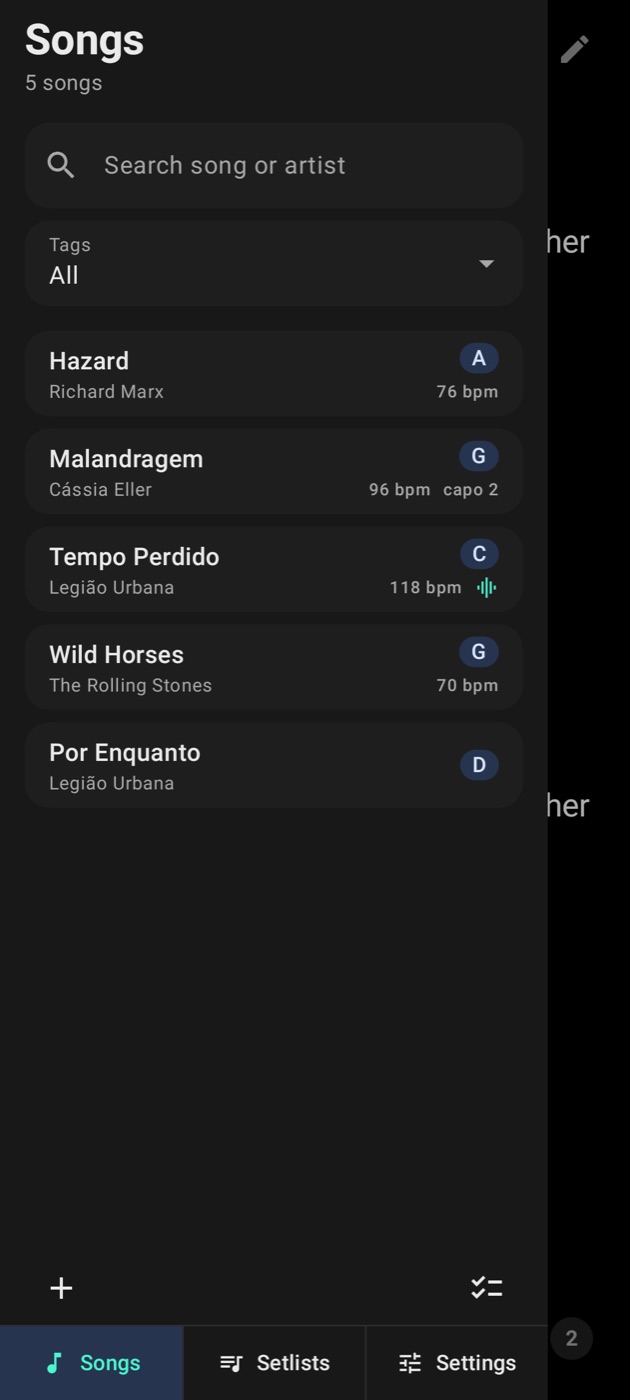 Songs
5 songs
Search song or artist
Tags
All
her
Hazard
A
Richard Marx
76 bpm
Malandragem
G
Cássia Eller
96 bpm capo 2
Tempo Perdido
C
Legião Urbana
118 bpm
Wild Horses
G
The Rolling Stones
70 bpm
Por Enquanto
D
Legião Urbana
her
2
Songs
Setlists
Settings